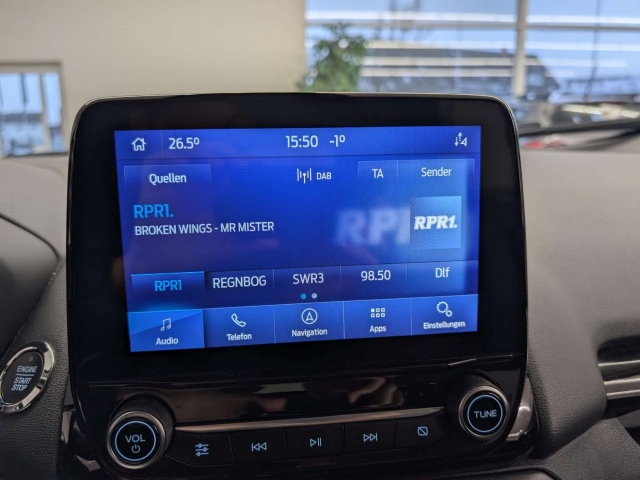 26.5° 15:50 -1°
Quellen DAB TA Sender
RPR1.
BROKEN WINGS - MR MISTER
RPR1.
RPR1 REGNBOG SWR3 98.50 Dlf
Audio Telefon Navigation Apps Einstellungen
ENGINE
START
STOP
VOL
TUNE